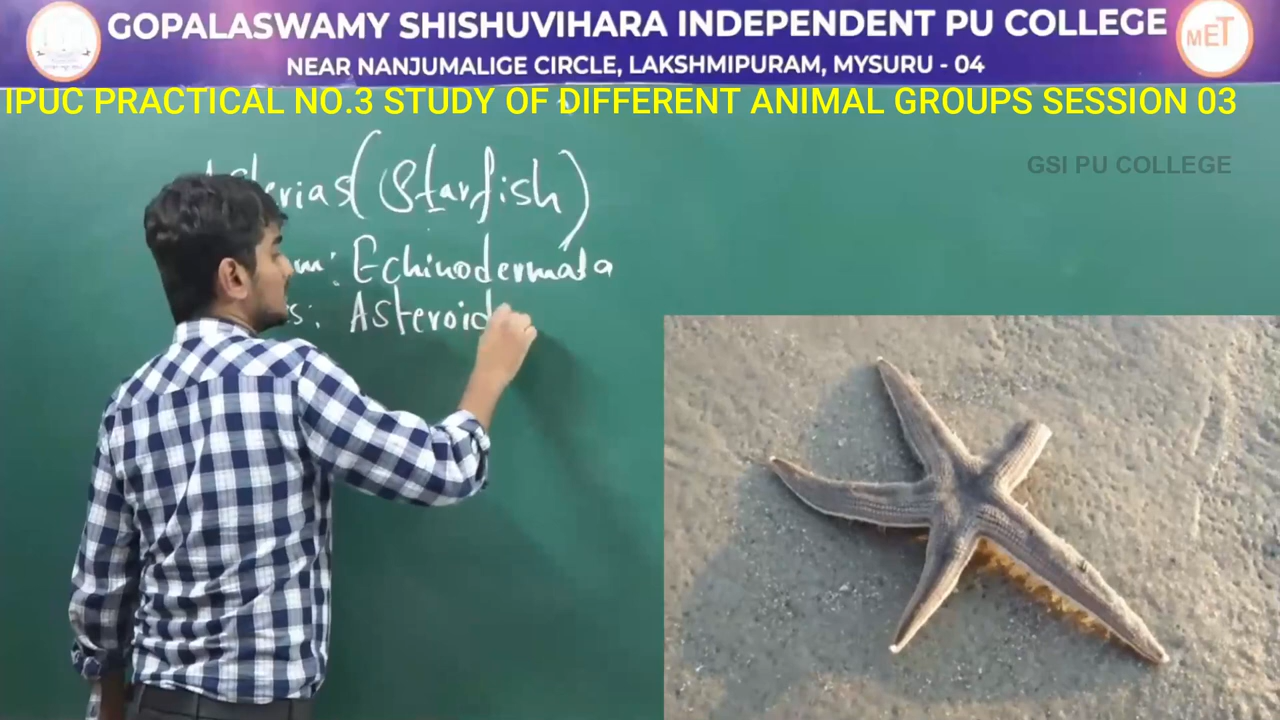 GOPALASWAMY SHISHUVIHARA INDEPENDENT PU COLLEGE
MET
NEAR NANJUMALIGE CIRCLE, LAKSHMIPURAM, MYSURU - 04
IPUC PRACTICAL NO.3 STUDY OF DIFFERENT ANIMAL GROUPS SESSION 03
GSI PU COLLEGE
(Starfish)
Echinodermata
Asteroid